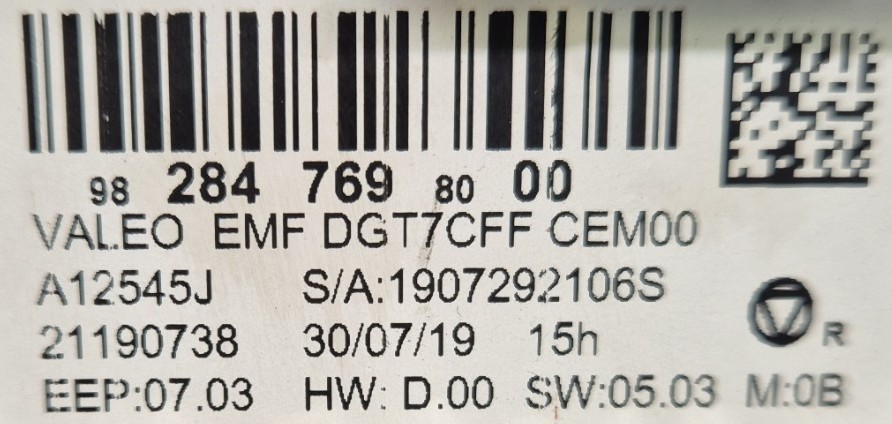 98 284 769 80 00
VALEO EMF DGT7CFF CEM00
A12545J S/A:1907292106S
21190738 30/07/19 15h
R
EEP:07.03 HW: D.00 SW:05.03 M:0B